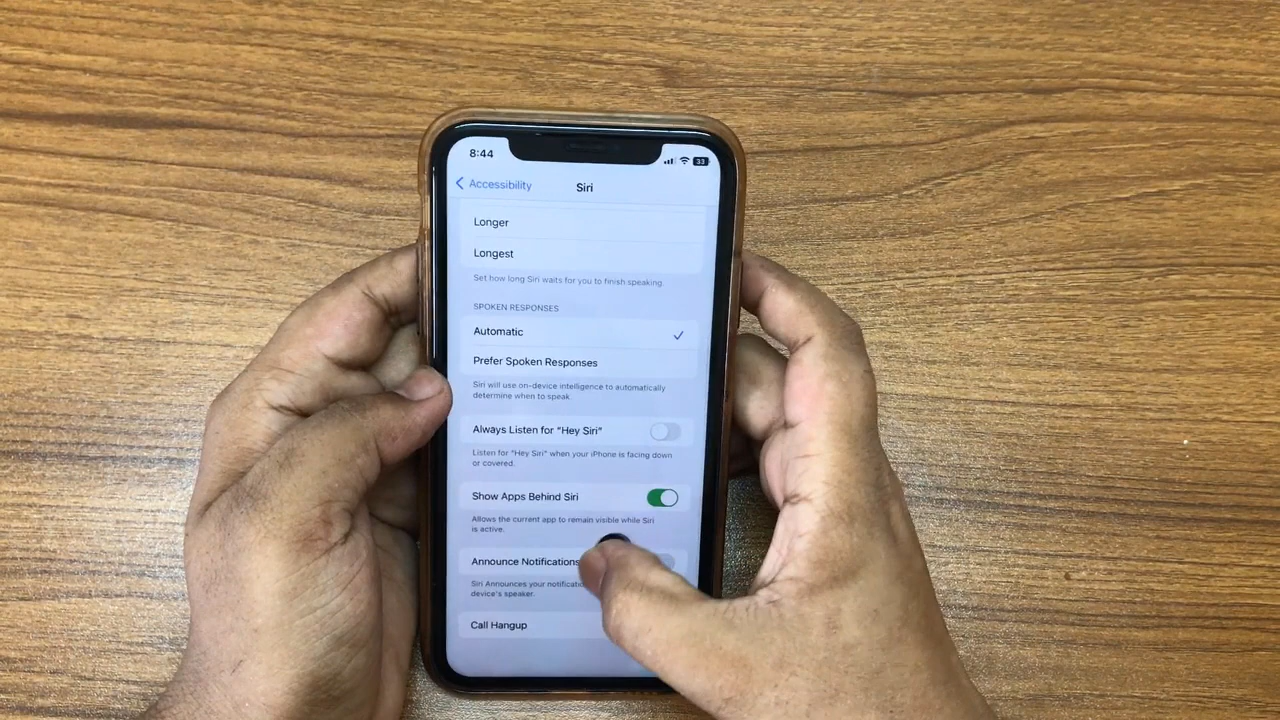 8:44
33
Accessibility
Siri
Longer
Longest
Set how long Siri waits for you to finish speaking.
SPOKEN RESPONSES
Automatic
Prefer Spoken Responses
Siri will use on-device intelligence to automatically
determine when to speak.
Always Listen for "Hey Siri"
Listen for "Hey Siri" when your iPhone is facing down
or covered.
Show Apps Behind Siri
Allows the current app to remain visible while Siri
is active.
Announce Notifications
Siri Announces your
device's speaker.
Call Hangup